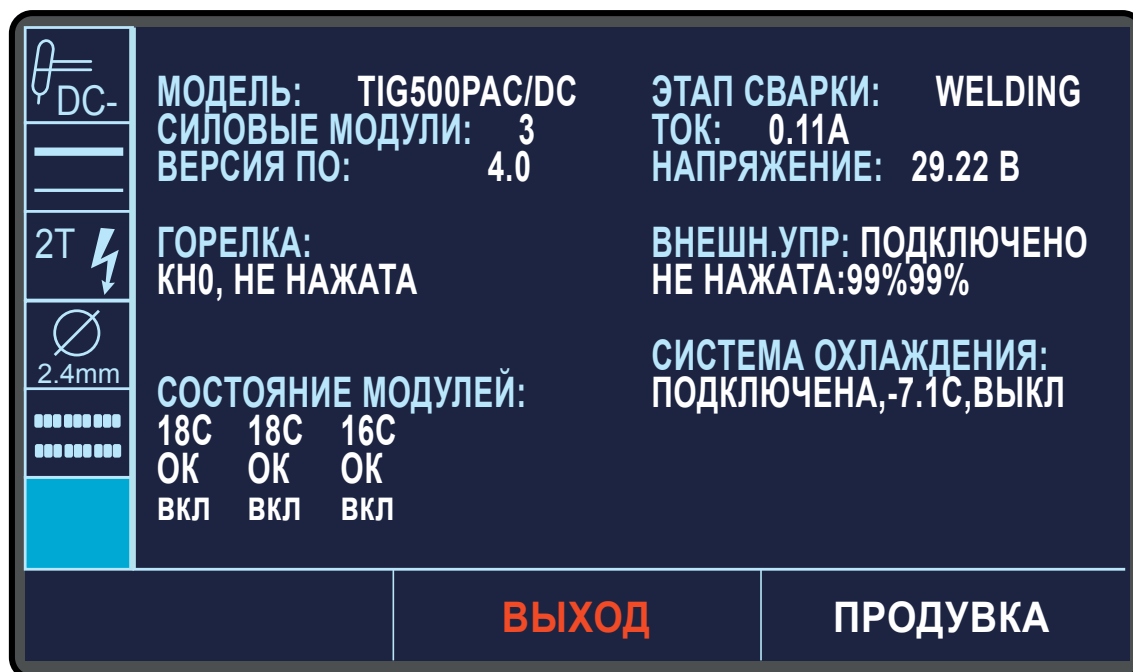 DC-
2T
2.4mm
МОДЕЛЬ: TIG500PAC/DC
СИЛОВЫЕ МОДУЛИ: 3
ВЕРСИЯ ПО: 4.0
ГОРЕЛКА:
КН0, НЕ НАЖАТА
СОСТОЯНИЕ МОДУЛЕЙ:
18С 18С 16С
ОК ОК ОК
ВКЛ ВКЛ ВКЛ
ЭТАП СВАРКИ: WELDING
ТОК: 0.11А
НАПРЯЖЕНИЕ: 29.22 В
ВНЕШН.УПР: ПОДКЛЮЧЕНО
НЕ НАЖАТА:99%99%
СИСТЕМА ОХЛАЖДЕНИЯ:
ПОДКЛЮЧЕНА,-7.1С,ВЫКЛ
ВЫХОД
ПРОДУВКА